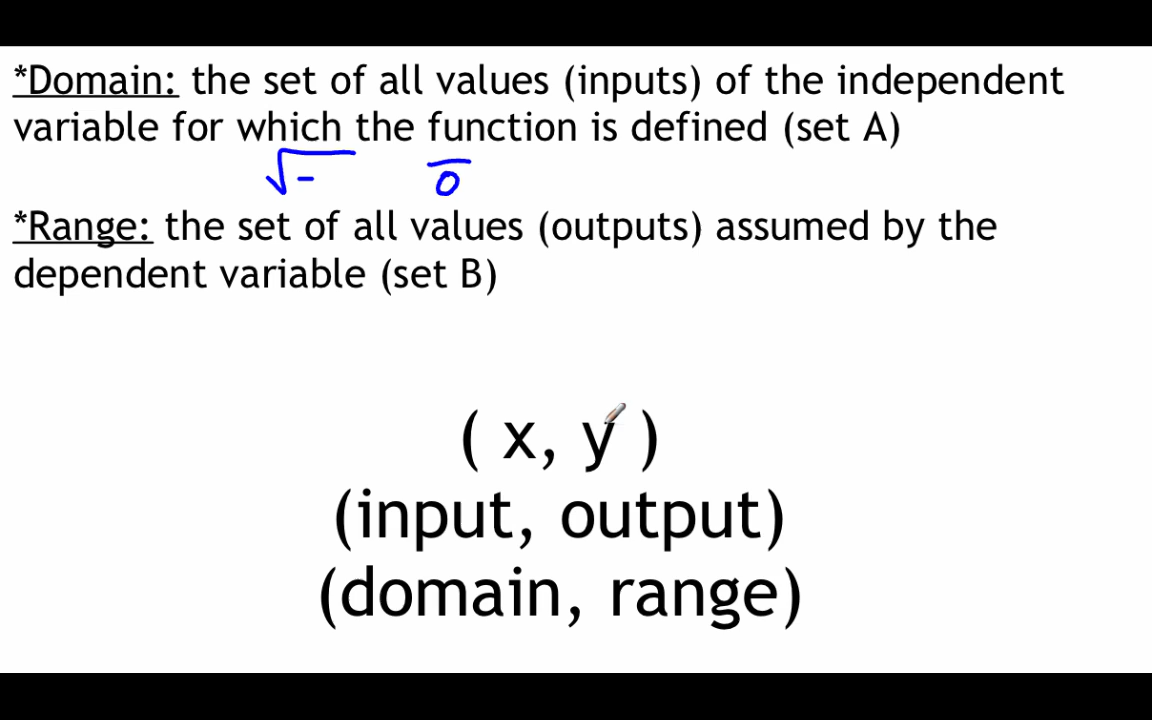 *Domain: the set of all values (inputs) of the independent
variable for which the function is defined (set A)
√- ‾0
*Range: the set of all values (outputs) assumed by the
dependent variable (set B)
( x, y )
(input, output)
(domain, range)